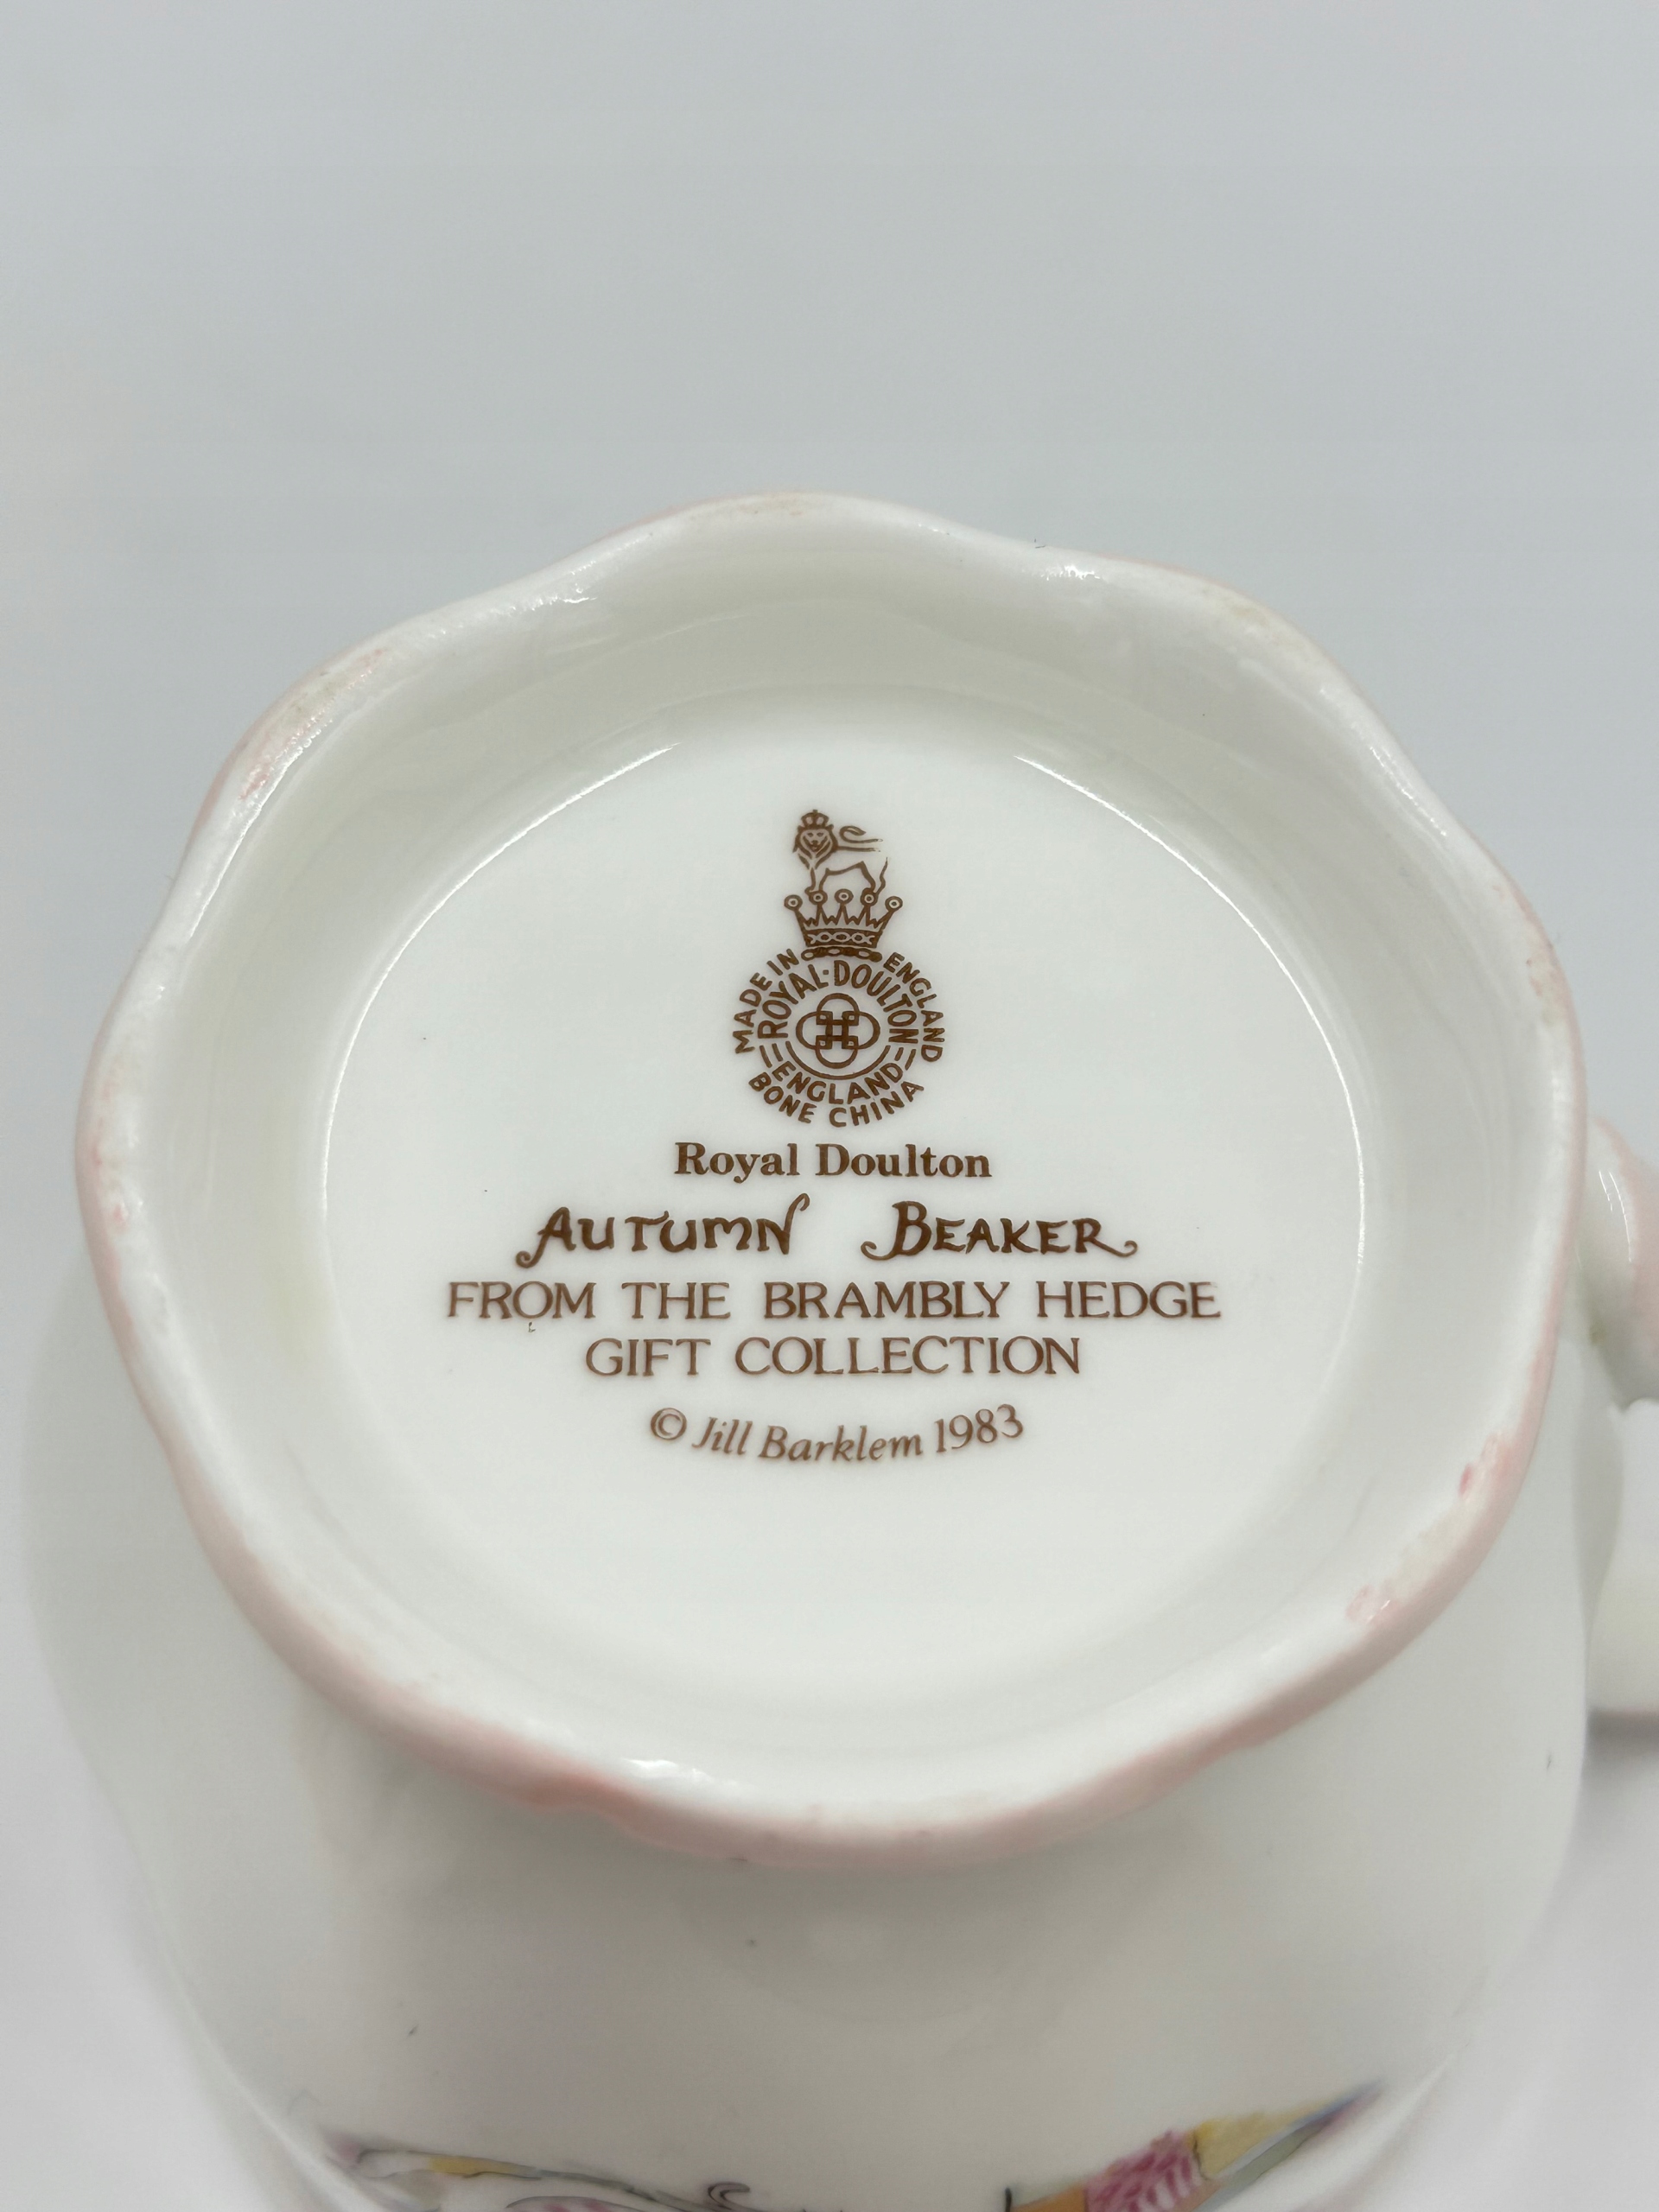 MADE IN ENGLAND
ROYAL·DOULTON
ENGLAND
BONE CHINA
Royal Doulton
AUTUMN BEAKER
FROM THE BRAMBLY HEDGE
GIFT COLLECTION
© Jill Barklem 1983